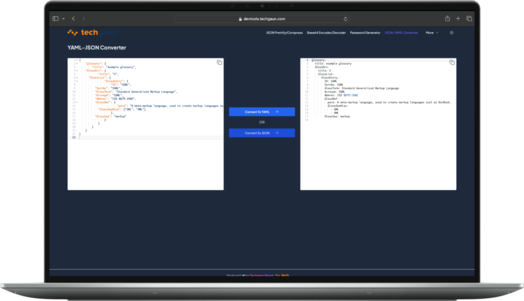 devtools.techgaun.com
tech
JSON Prettify/Compress Base64 Encoder/Decoder Password Generator YAML-JSON Converter More
YAML-JSON Converter
"glossary": {
"title": "example glossary",
"GlossDiv": {
"title": "S",
"GlossList": {
"GlossEntry": {
"ID": "SGML",
"SortAs": "SGML",
"GlossTerm": "Standard Generalized Markup Language",
"Acronym": "SGML",
"Abbrev": "ISO 8879:1986",
"GlossDef": {
"para": "A meta-markup language, used to create markup languages
"GlossSeeAlso": ["GML", "XML"]
"GlossSee": "markup"
Convert to YAML
OR
Convert to JSON
glossary:
title: example glossary
GlossDiv:
title: S
GlossList:
GlossEntry:
ID: SGML
SortAs: SGML
GlossTerm: Standard Generalized Markup Language
Acronym: SGML
Abbrev: ISO 8879:1986
GlossDef:
para: A meta-markup language, used to create markup languages such as DocBook.
GlossSeeAlso:
- GML
- XML
GlossSee: markup